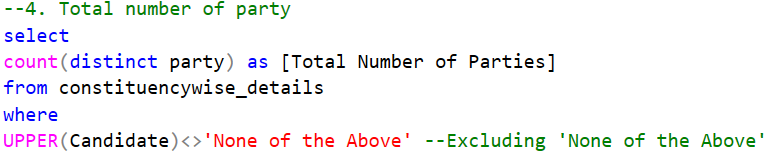 --4. Total number of party
select
count(distinct party) as [Total Number of Parties]
from constituencywise_details
where
UPPER(Candidate)<>'None of the Above' --Excluding 'None of the Above'